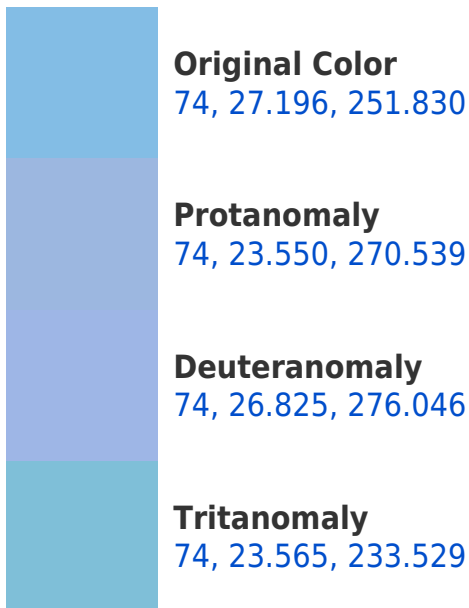 Original Color
74, 27.196, 251.830
Protanomaly
74, 23.550, 270.539
Deuteranomaly
74, 26.825, 276.046
Tritanomaly
74, 23.565, 233.529